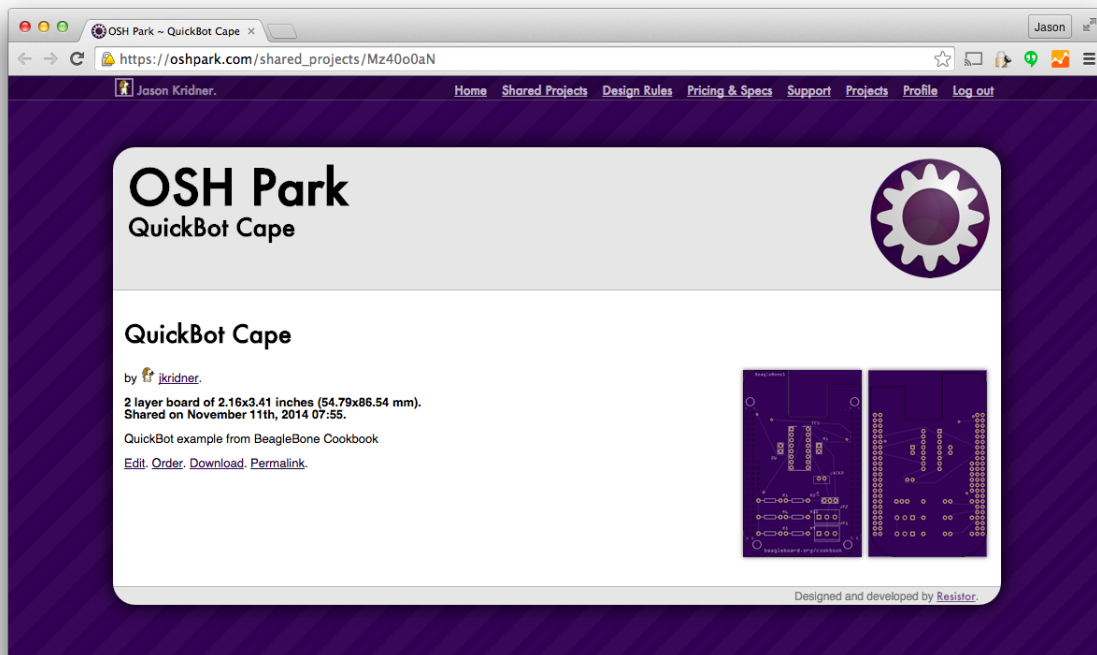 OSH Park ~ QuickBot Cape
Jason
https://oshpark.com/shared_projects/Mz40o0aN
Jason Kridner.
Home Shared Projects Design Rules Pricing & Specs Support Projects Profile Log out
OSH Park
QuickBot Cape
QuickBot Cape
by jkridner.
2 layer board of 2.16x3.41 inches (54.79x86.54 mm).
Shared on November 11th, 2014 07:55.
QuickBot example from BeagleBone Cookbook
Edit. Order. Download. Permalink.
beagleboard.org/cookbook
Designed and developed by Resistor.